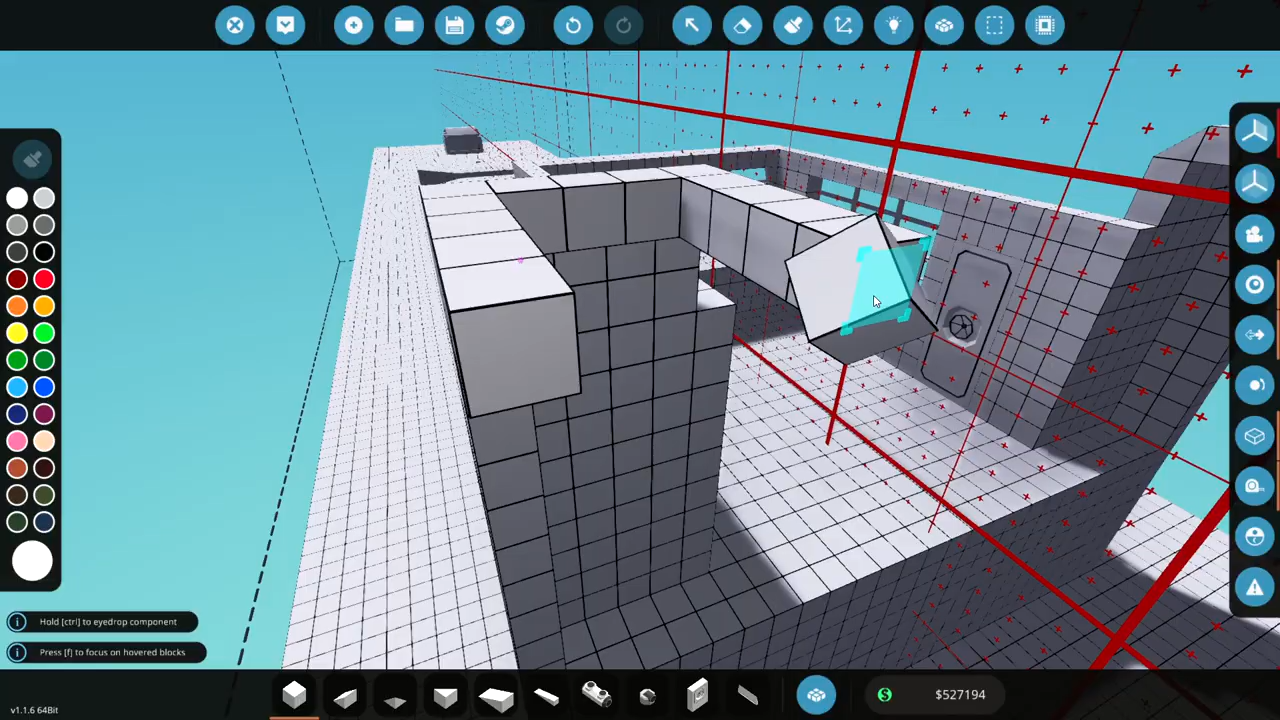 Hold [ctrl] to eyedrop component
Press [f] to focus on hovered blocks
v1.1.6 64Bit
$
$527194